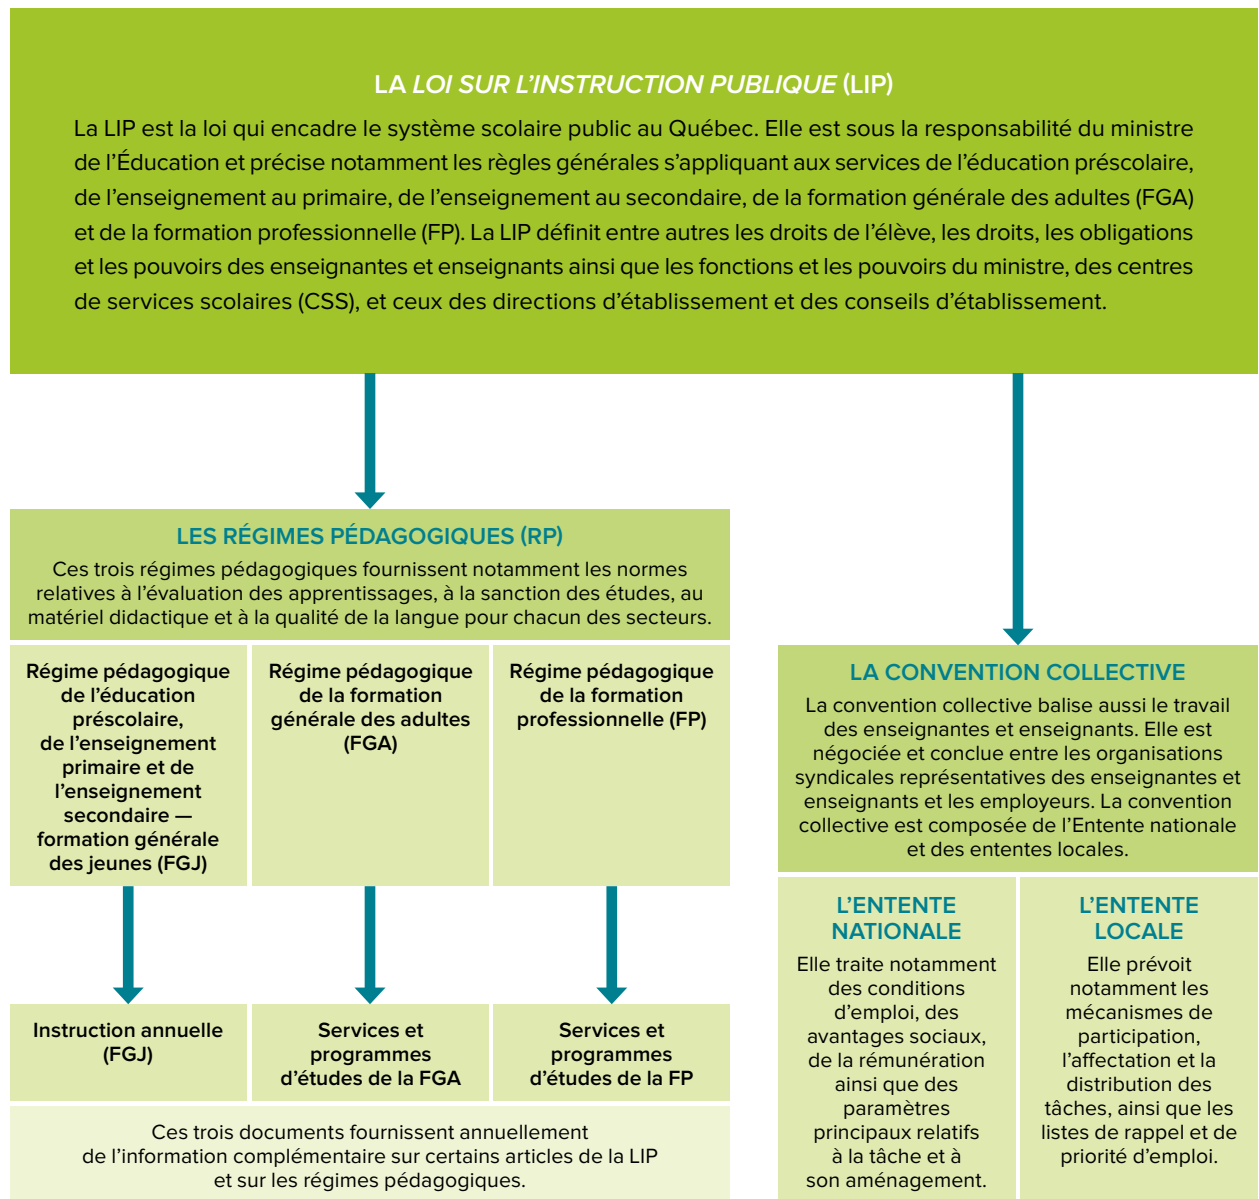 LA LOI SUR L'INSTRUCTION PUBLIQUE (LIP)
La LIP est la loi qui encadre le système scolaire public au Québec. Elle est sous la responsabilité du ministre
de l'Éducation et précise notamment les règles générales s'appliquant aux services de l'éducation préscolaire,
de l'enseignement au primaire, de l'enseignement au secondaire, de la formation générale des adultes (FGA)
et de la formation professionnelle (FP). La LIP définit entre autres les droits de l'élève, les droits, les obligations
et les pouvoirs des enseignantes et enseignants ainsi que les fonctions et les pouvoirs du ministre, des centres
de services scolaires (CSS), et ceux des directions d'établissement et des conseils d'établissement.
LES RÉGIMES PÉDAGOGIQUES (RP)
Ces trois régimes pédagogiques fournissent notamment les normes
relatives à l'évaluation des apprentissages, à la sanction des études, au
matériel didactique et à la qualité de la langue pour chacun des secteurs.
Régime pédagogique
de l'éducation
préscolaire,
de l'enseignement
primaire et de
l'enseignement
secondaire —
formation générale
des jeunes (FGJ)
Régime pédagogique
de la formation
générale des adultes
(FGA)
Régime pédagogique
de la formation
professionnelle (FP)
Instruction annuelle
(FGJ)
Services et
programmes
d'études de la FGA
Services et
programmes
d'études de la FP
Ces trois documents fournissent annuellement
de l'information complémentaire sur certains articles de la LIP
et sur les régimes pédagogiques.
LA CONVENTION COLLECTIVE
La convention collective balise aussi le travail
des enseignantes et enseignants. Elle est
négociée et conclue entre les organisations
syndicales représentatives des enseignantes et
enseignants et les employeurs. La convention
collective est composée de l'Entente nationale
et des ententes locales.
L'ENTENTE
NATIONALE
Elle traite notamment
des conditions
d'emploi, des
avantages sociaux,
de la rémunération
ainsi que des
paramètres
principaux relatifs
à la tâche et à
son aménagement.
L'ENTENTE
LOCALE
Elle prévoit
notamment les
mécanismes de
participation,
l'affectation et la
distribution des
tâches, ainsi que les
listes de rappel et de
priorité d'emploi.